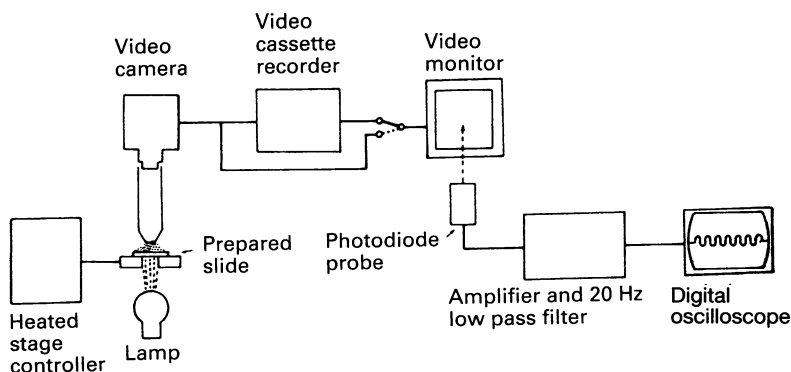 Video
camera
Video
cassette
recorder
Video
monitor
Prepared
slide
Photodiode
probe
Heated
stage
controller
Lamp
Amplifier and 20 Hz
low pass filter
Digital
oscilloscope